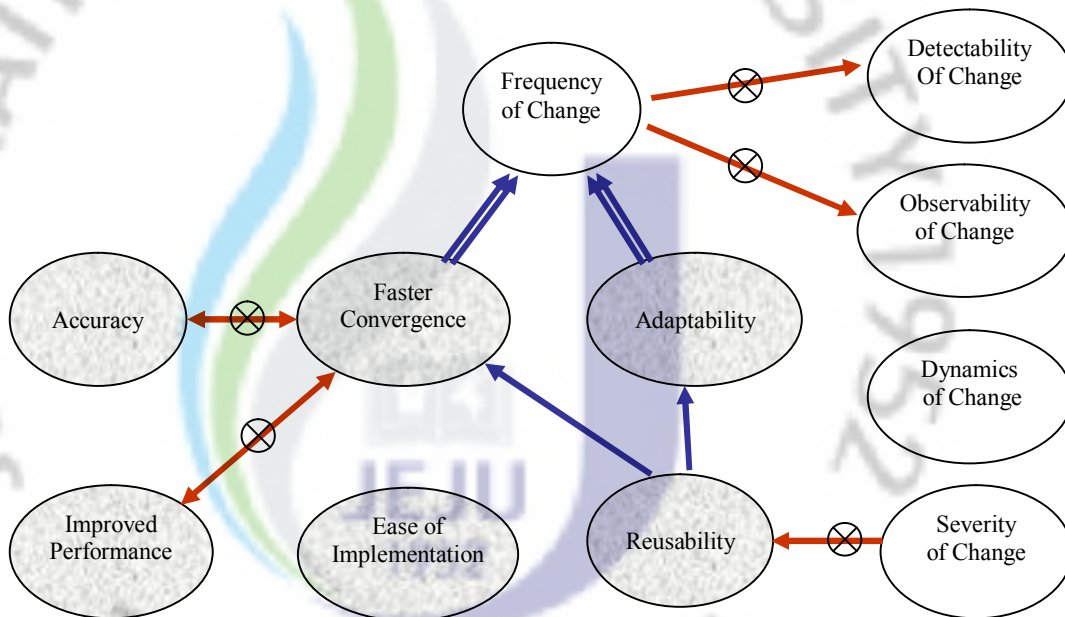 Frequency
of Change
Detectability
Of Change
Observability
of Change
Accuracy
Faster
Convergence
Adaptability
Dynamics
of Change
Improved
Performance
Ease of
Implementation
Reusability
Severity
of Change
JEJU
1952